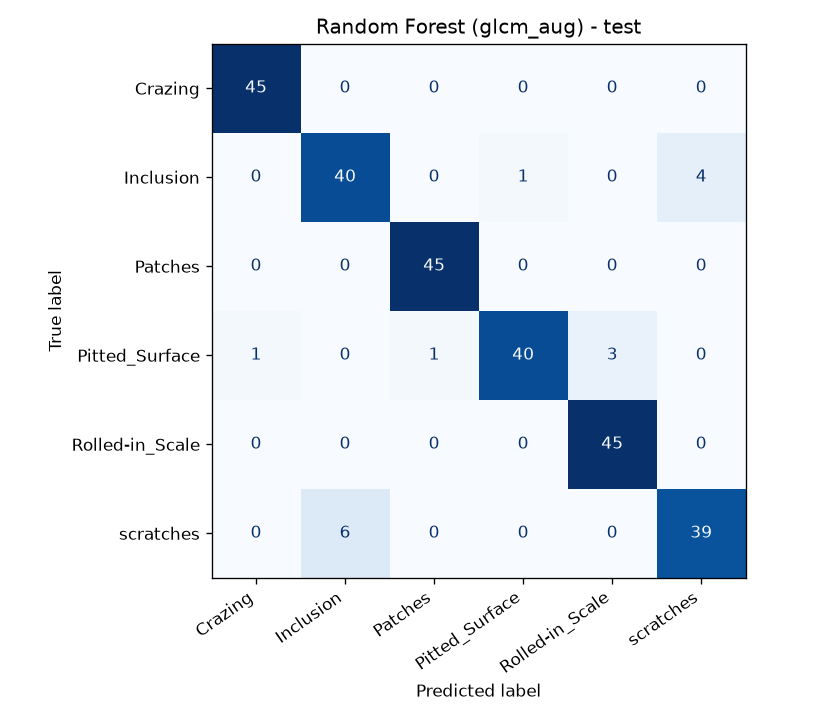 Random Forest (glcm_aug) - test
True label
Crazing 45 0 0 0 0 0
Inclusion 0 40 0 1 0 4
Patches 0 0 45 0 0 0
Pitted_Surface 1 0 1 40 3 0
Rolled-in_Scale 0 0 0 0 45 0
scratches 0 6 0 0 0 39
Crazing Inclusion Patches Pitted_Surface Rolled-in_Scale scratches
Predicted label